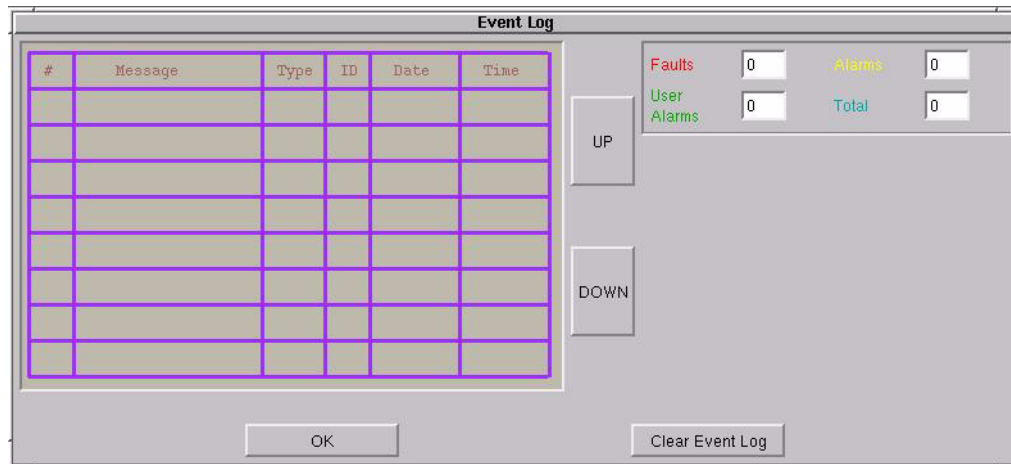 Event Log
# Message Type ID Date Time
Faults 0 Alarms 0
User Alarms 0 Total 0
UP
DOWN
OK Clear Event Log